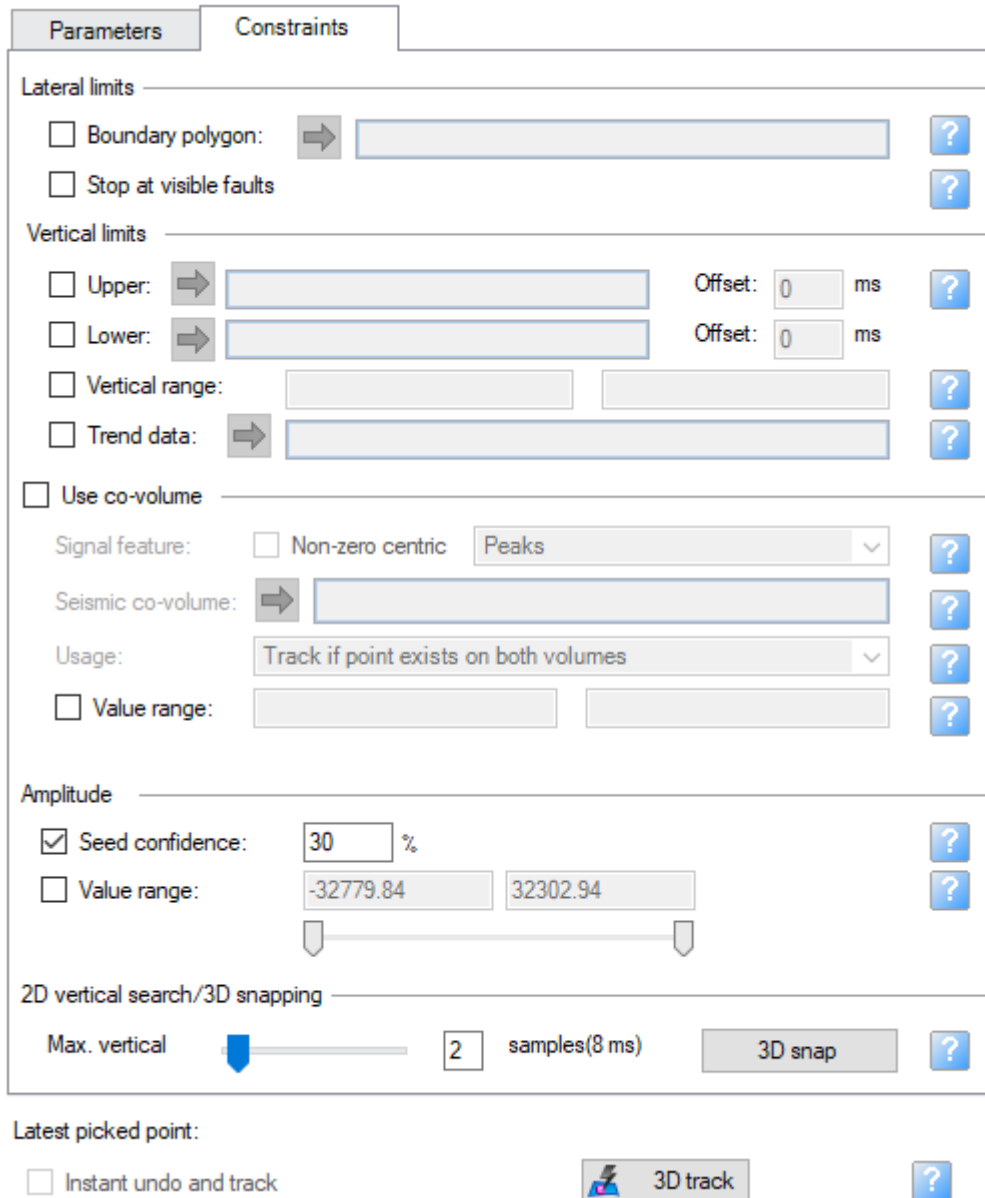 Parameters Constraints
Lateral limits
Boundary polygon: ?
Stop at visible faults ?
Vertical limits
Upper: Offset: 0 ms ?
Lower: Offset: 0 ms
Vertical range: ?
Trend data: ?
Use co-volume
Signal feature: Non-zero centric Peaks ?
Seismic co-volume: ?
Usage: Track if point exists on both volumes ?
Value range: ?
Amplitude
Seed confidence: 30 % ?
Value range: -32779.84 32302.94 ?
2D vertical search/3D snapping
Max. vertical 2 samples(8 ms) 3D snap ?
Latest picked point:
Instant undo and track 3D track ?